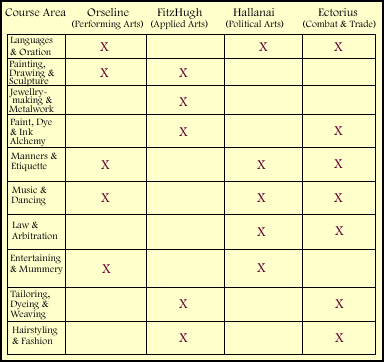 Course Area Orseline FitzHugh Hallanai Ectorius
(Performing Arts) (Applied Arts) (Political Arts) (Combat & Trade)
Languages
& Oration X X X
Painting,
Drawing & X X
Sculpture
Jewellry-
making & X
Metalwork
Paint, Dye
& Ink X X
Alchemy
Manners &
Etiquette X X X
Music &
Dancing X X X
Law &
Arbitration X X
Entertaining
& Mummery X X
Tailoring,
Dyeing & X X
Weaving
Hairstyling
& Fashion X X